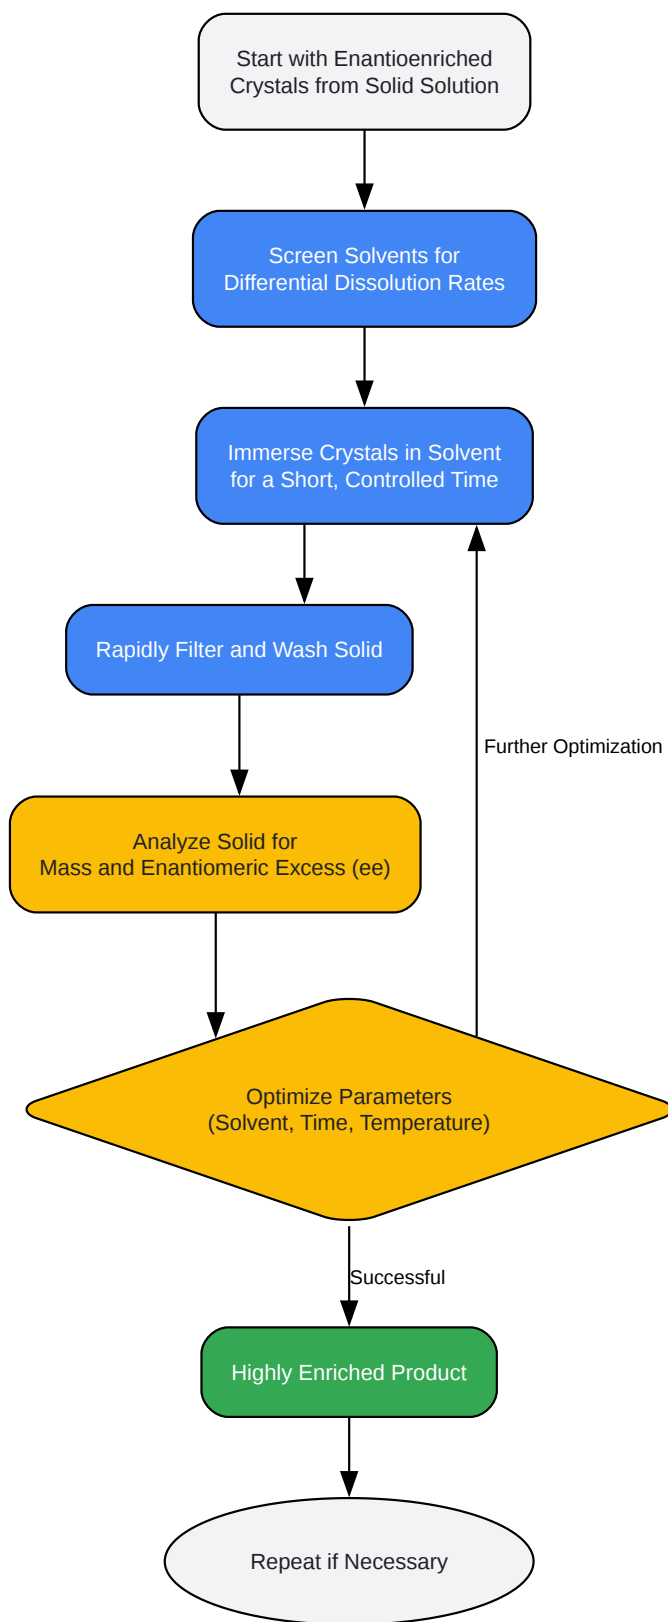 Start with Enantioenriched
Crystals from Solid Solution
Screen Solvents for
Differential Dissolution Rates
Immerse Crystals in Solvent
for a Short, Controlled Time
Rapidly Filter and Wash Solid
Further Optimization
Analyze Solid for
Mass and Enantiomeric Excess (ee)
Optimize Parameters
(Solvent, Time, Temperature)
Successful
Highly Enriched Product
Repeat if Necessary